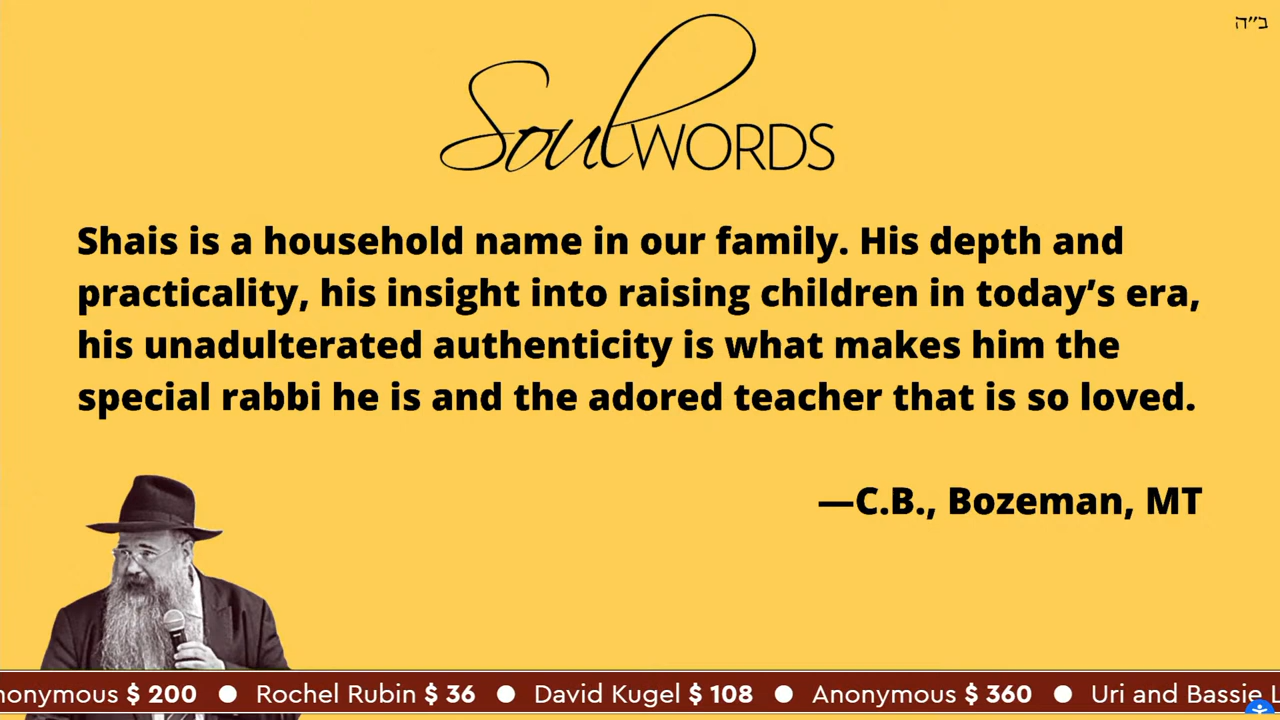 ב״ה
SoulWORDS
Shais is a household name in our family. His depth and
practicality, his insight into raising children in today’s era,
his unadulterated authenticity is what makes him the
special rabbi he is and the adored teacher that is so loved.
—C.B., Bozeman, MT
nonymous $ 200 ● Rochel Rubin $ 36 ● David Kugel $ 108 ● Anonymous $ 360 ● Uri and Bassie